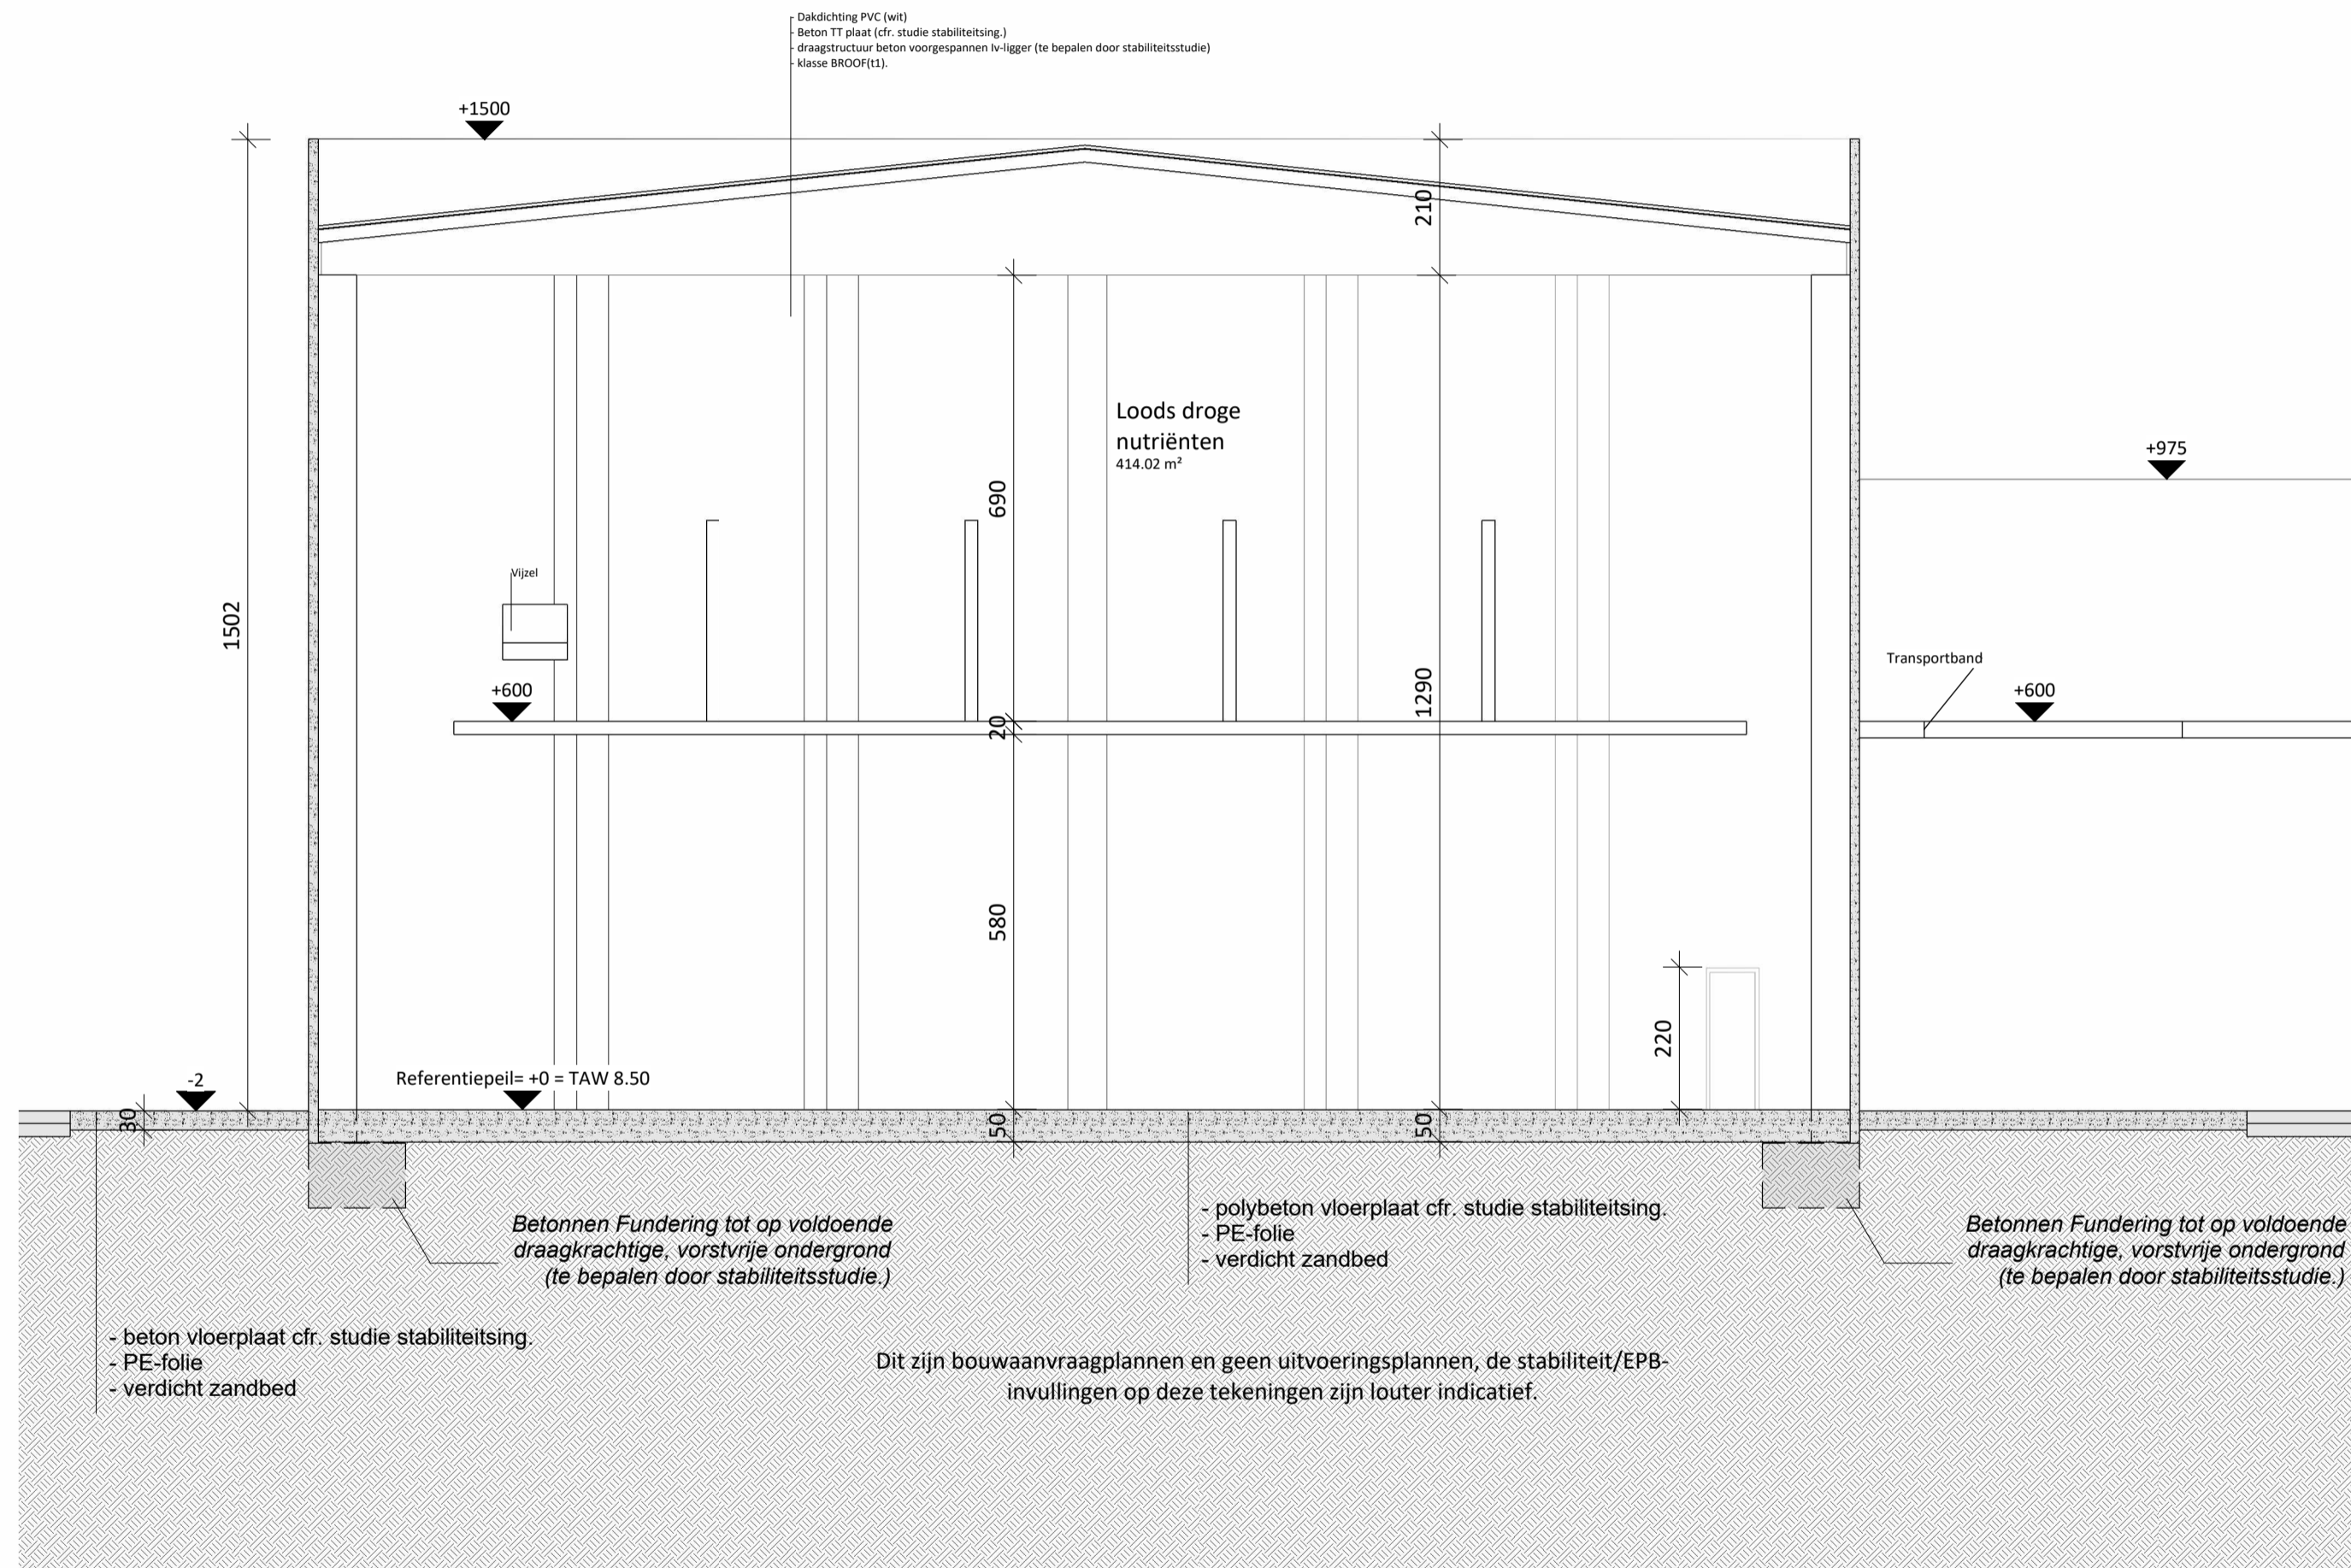 - Dakdichting PVC (wit)
- Beton TT plaat (cfr. studie stabiliteitsing.)
- draagstructuur beton voorgespannen Iv-ligger (te bepalen door stabiliteitsstudie)
- klasse BROOF(t1).
+1500
210
Loods droge
nutriënten
414.02 m²
+975
690
Vijzel
1502
Transportband
+600
1290
+600
20
580
220
Referentiepeil= +0 = TAW 8.50
-2
30
50
50
- polybeton vloerplaat cfr. studie stabiliteitsing.
- PE-folie
- verdicht zandbed
Betonnen Fundering tot op voldoende
draagkrachtige, vorstvrije ondergrond
(te bepalen door stabiliteitsstudie.)
Betonnen Fundering tot op voldoende
draagkrachtige, vorstvrije ondergrond
(te bepalen door stabiliteitsstudie.)
- beton vloerplaat cfr. studie stabiliteitsing.
- PE-folie
- verdicht zandbed
Dit zijn bouwaanvraagplannen en geen uitvoeringsplannen, de stabiliteit/EPB-
invullingen op deze tekeningen zijn louter indicatief.